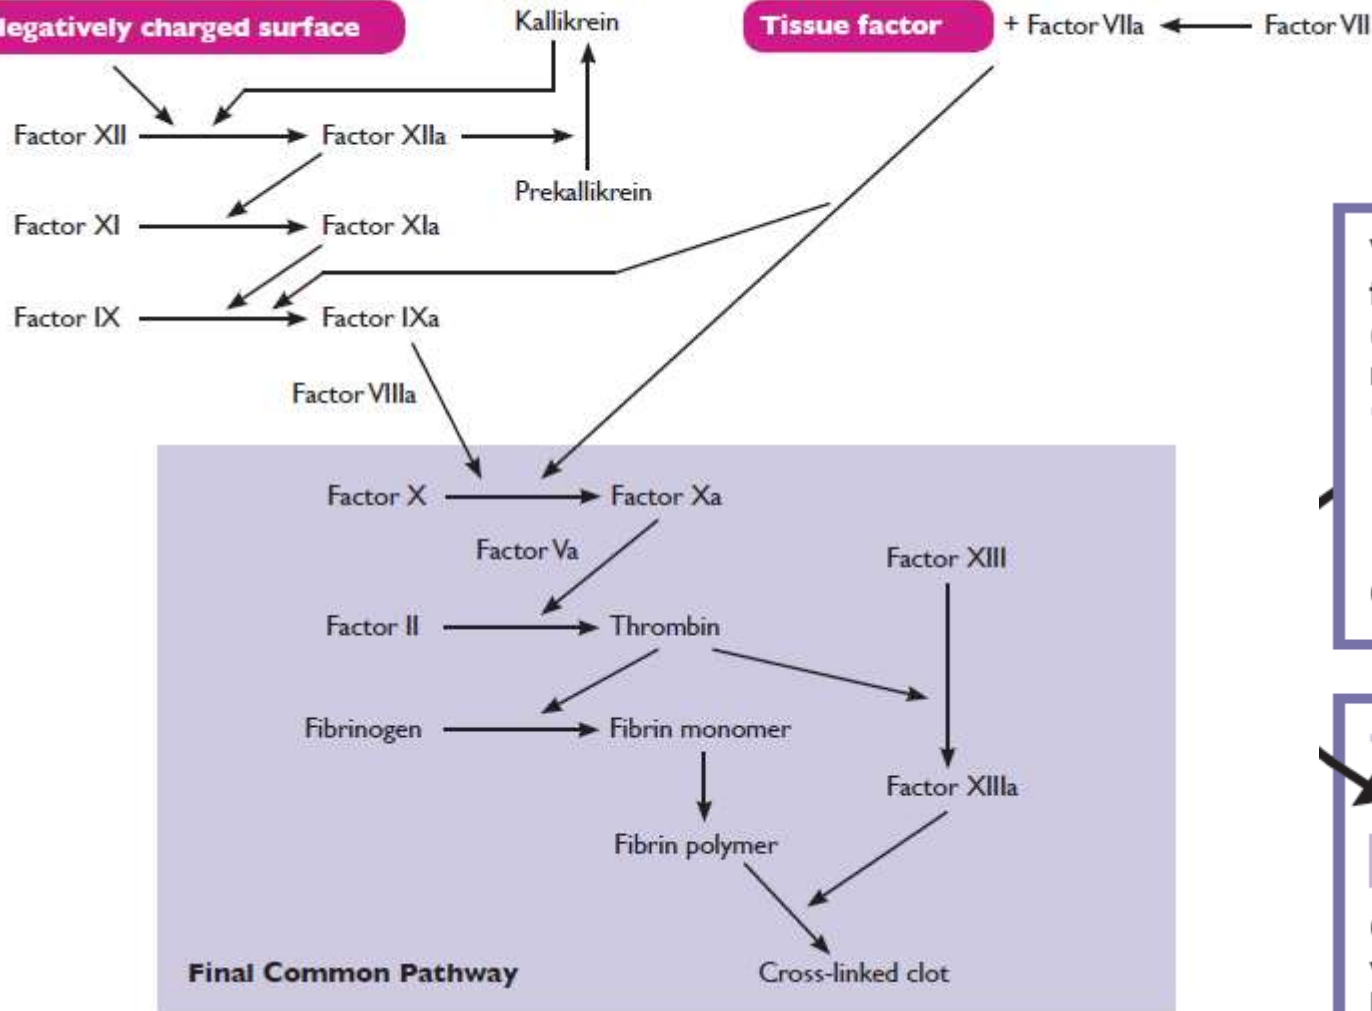 Negatively charged surface
Kallikrein
Tissue factor
+ Factor VIIa
Factor VII
Factor XII
Factor XIIa
Prekallikrein
Factor XI
Factor XIa
Factor IX
Factor IXa
Factor VIIIa
Factor X
Factor Xa
Factor Va
Factor XIII
Factor II
Thrombin
Fibrinogen
Fibrin monomer
Factor XIIIa
Fibrin polymer
Final Common Pathway
Cross-linked clot